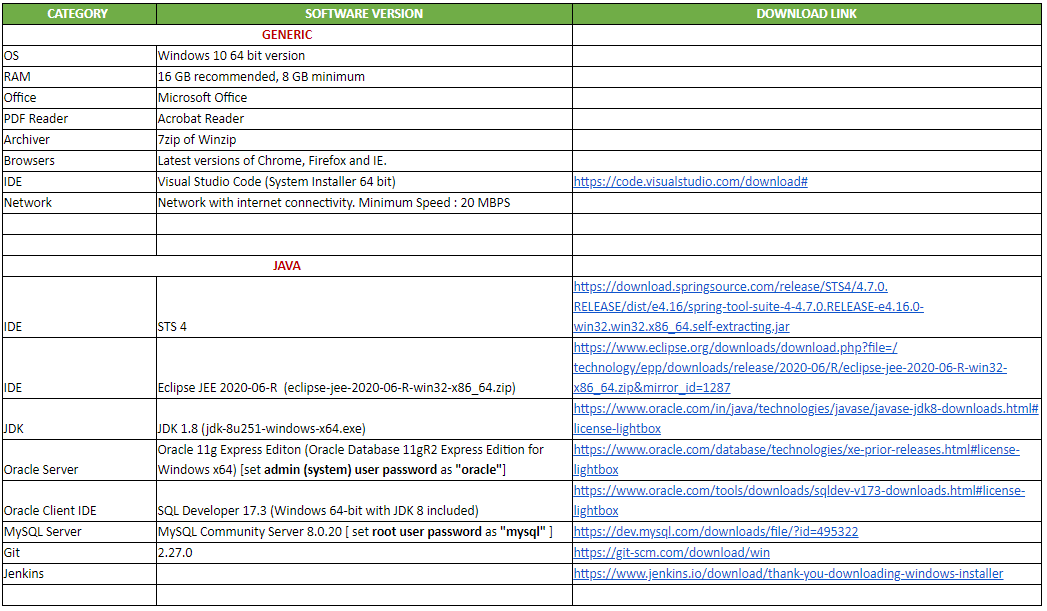 CATEGORY SOFTWARE VERSION DOWNLOAD LINK
GENERIC
OS Windows 10 64 bit version
RAM 16 GB recommended, 8 GB minimum
Office Microsoft Office
PDF Reader Acrobat Reader
Archiver 7zip of Winzip
Browsers Latest versions of Chrome, Firefox and IE.
IDE Visual Studio Code (System Installer 64 bit) https://code.visualstudio.com/download#
Network Network with internet connectivity. Minimum Speed : 20 MBPS
JAVA
https://download.springsource.com/release/STS4/4.7.0.
RELEASE/dist/e4.16/spring-tool-suite-4-4.7.0.RELEASE-e4.16.0-
IDE STS 4 win32.win32.x86_64.self-extracting.jar
https://www.eclipse.org/downloads/download.php?file=/
technology/epp/downloads/release/2020-06/R/eclipse-jee-2020-06-R-win32-
IDE Eclipse JEE 2020-06-R (eclipse-jee-2020-06-R-win32-x86_64.zip) x86_64.zip&mirror_id=1287
https://www.oracle.com/in/java/technologies/javase/javase-jdk8-downloads.html#
JDK JDK 1.8 (jdk-8u251-windows-x64.exe) license-lightbox
Oracle 11g Express Editon (Oracle Database 11gR2 Express Edition for https://www.oracle.com/database/technologies/xe-prior-releases.html#license-
Oracle Server Windows x64) [set admin (system) user password as "oracle"] lightbox
https://www.oracle.com/tools/downloads/sqldev-v173-downloads.html#license-
Oracle Client IDE SQL Developer 17.3 (Windows 64-bit with JDK 8 included) lightbox
MySQL Server MySQL Community Server 8.0.20 [ set root user password as "mysql" ] https://dev.mysql.com/downloads/file/?id=495322
Git 2.27.0 https://git-scm.com/download/win
Jenkins https://www.jenkins.io/download/thank-you-downloading-windows-installer